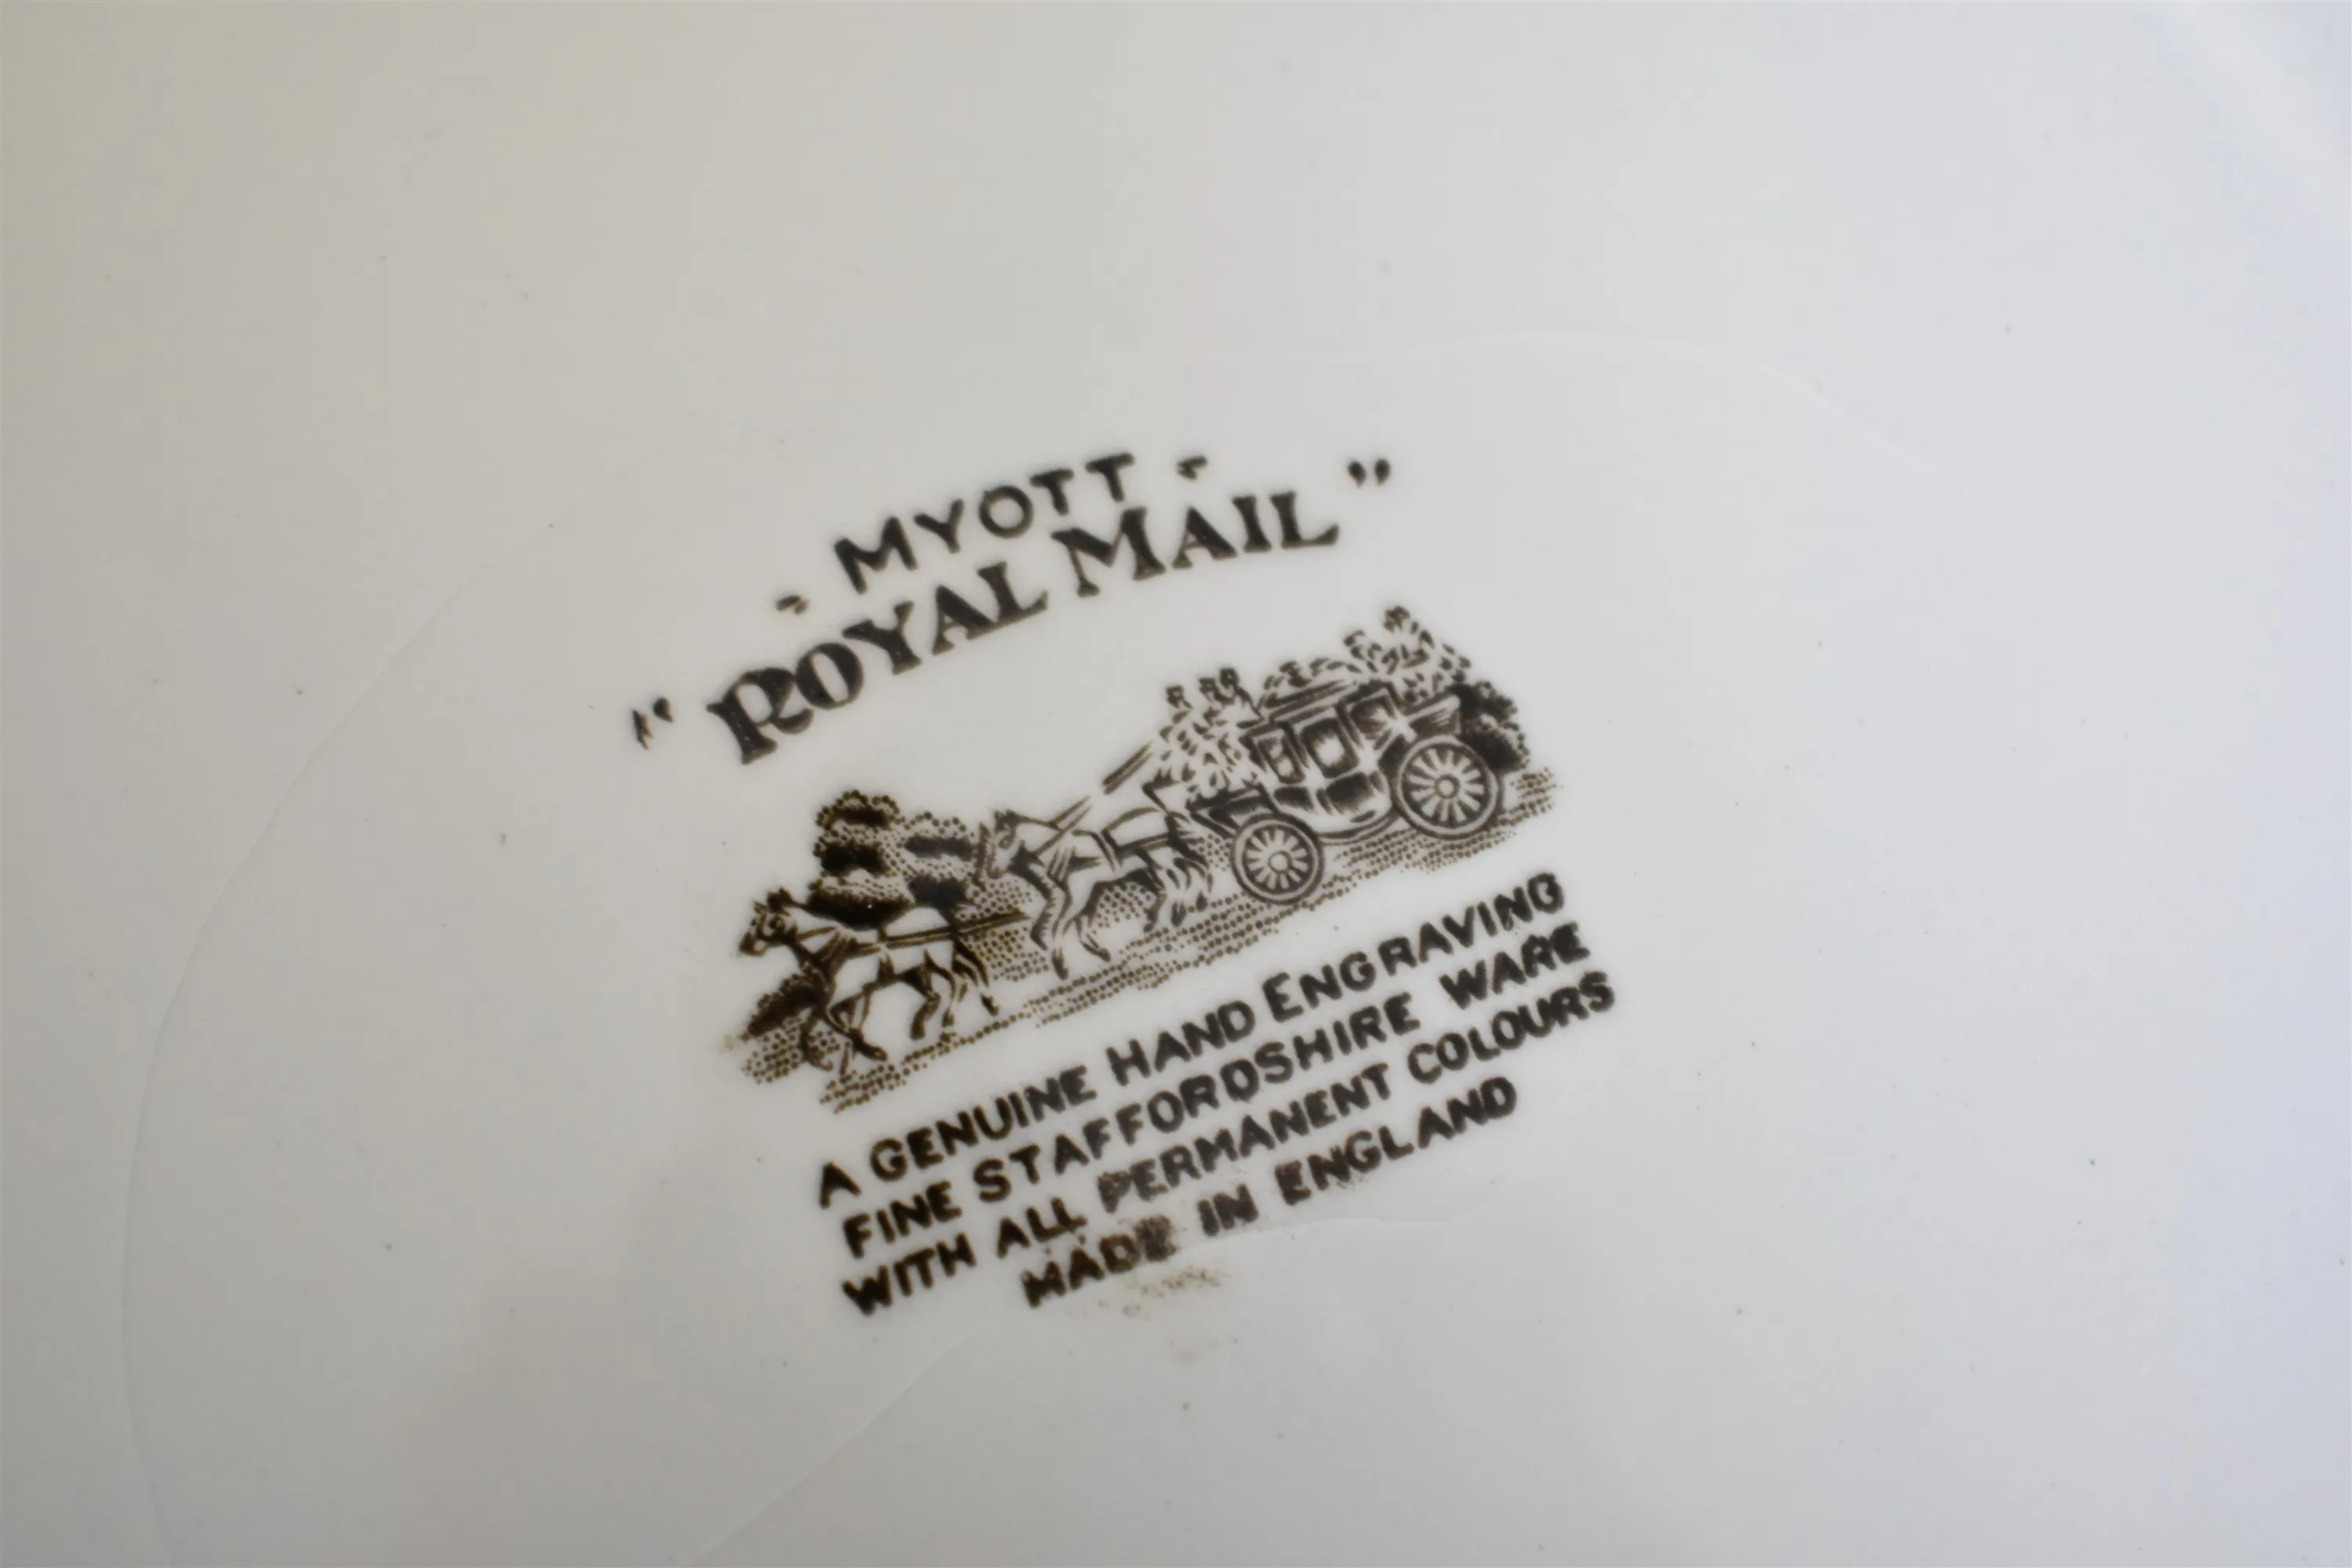 - MYOTT -
"ROYAL MAIL"
A GENUINE HAND ENGRAVING
FINE STAFFORDSHIRE WARE
WITH ALL PERMANENT COLOURS
MADE IN ENGLAND